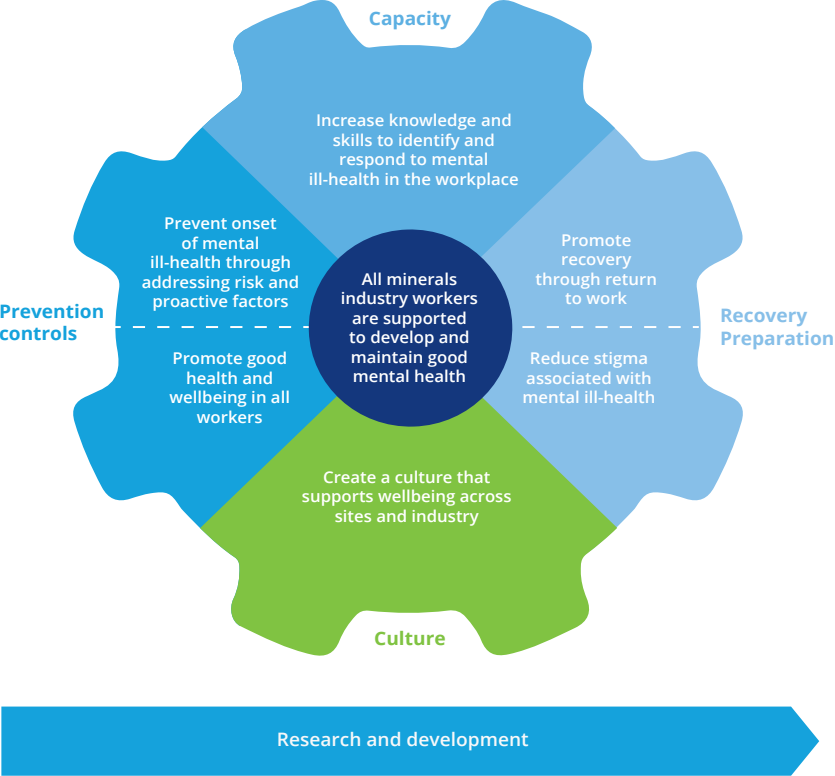 Capacity
Increase knowledge and
skills to identify and
respond to mental
ill-health in the workplace
Prevent onset
of mental
ill-health through
addressing risk and
proactive factors
Prevention
controls
Promote good
health and
wellbeing in all
workers
All minerals
industry workers
are supported
to develop and
maintain good
mental health
Promote
recovery
through return
to work
Recovery
Preparation
Reduce stigma
associated with
mental ill-health
Create a culture that
supports wellbeing across
sites and industry
Culture
Research and development